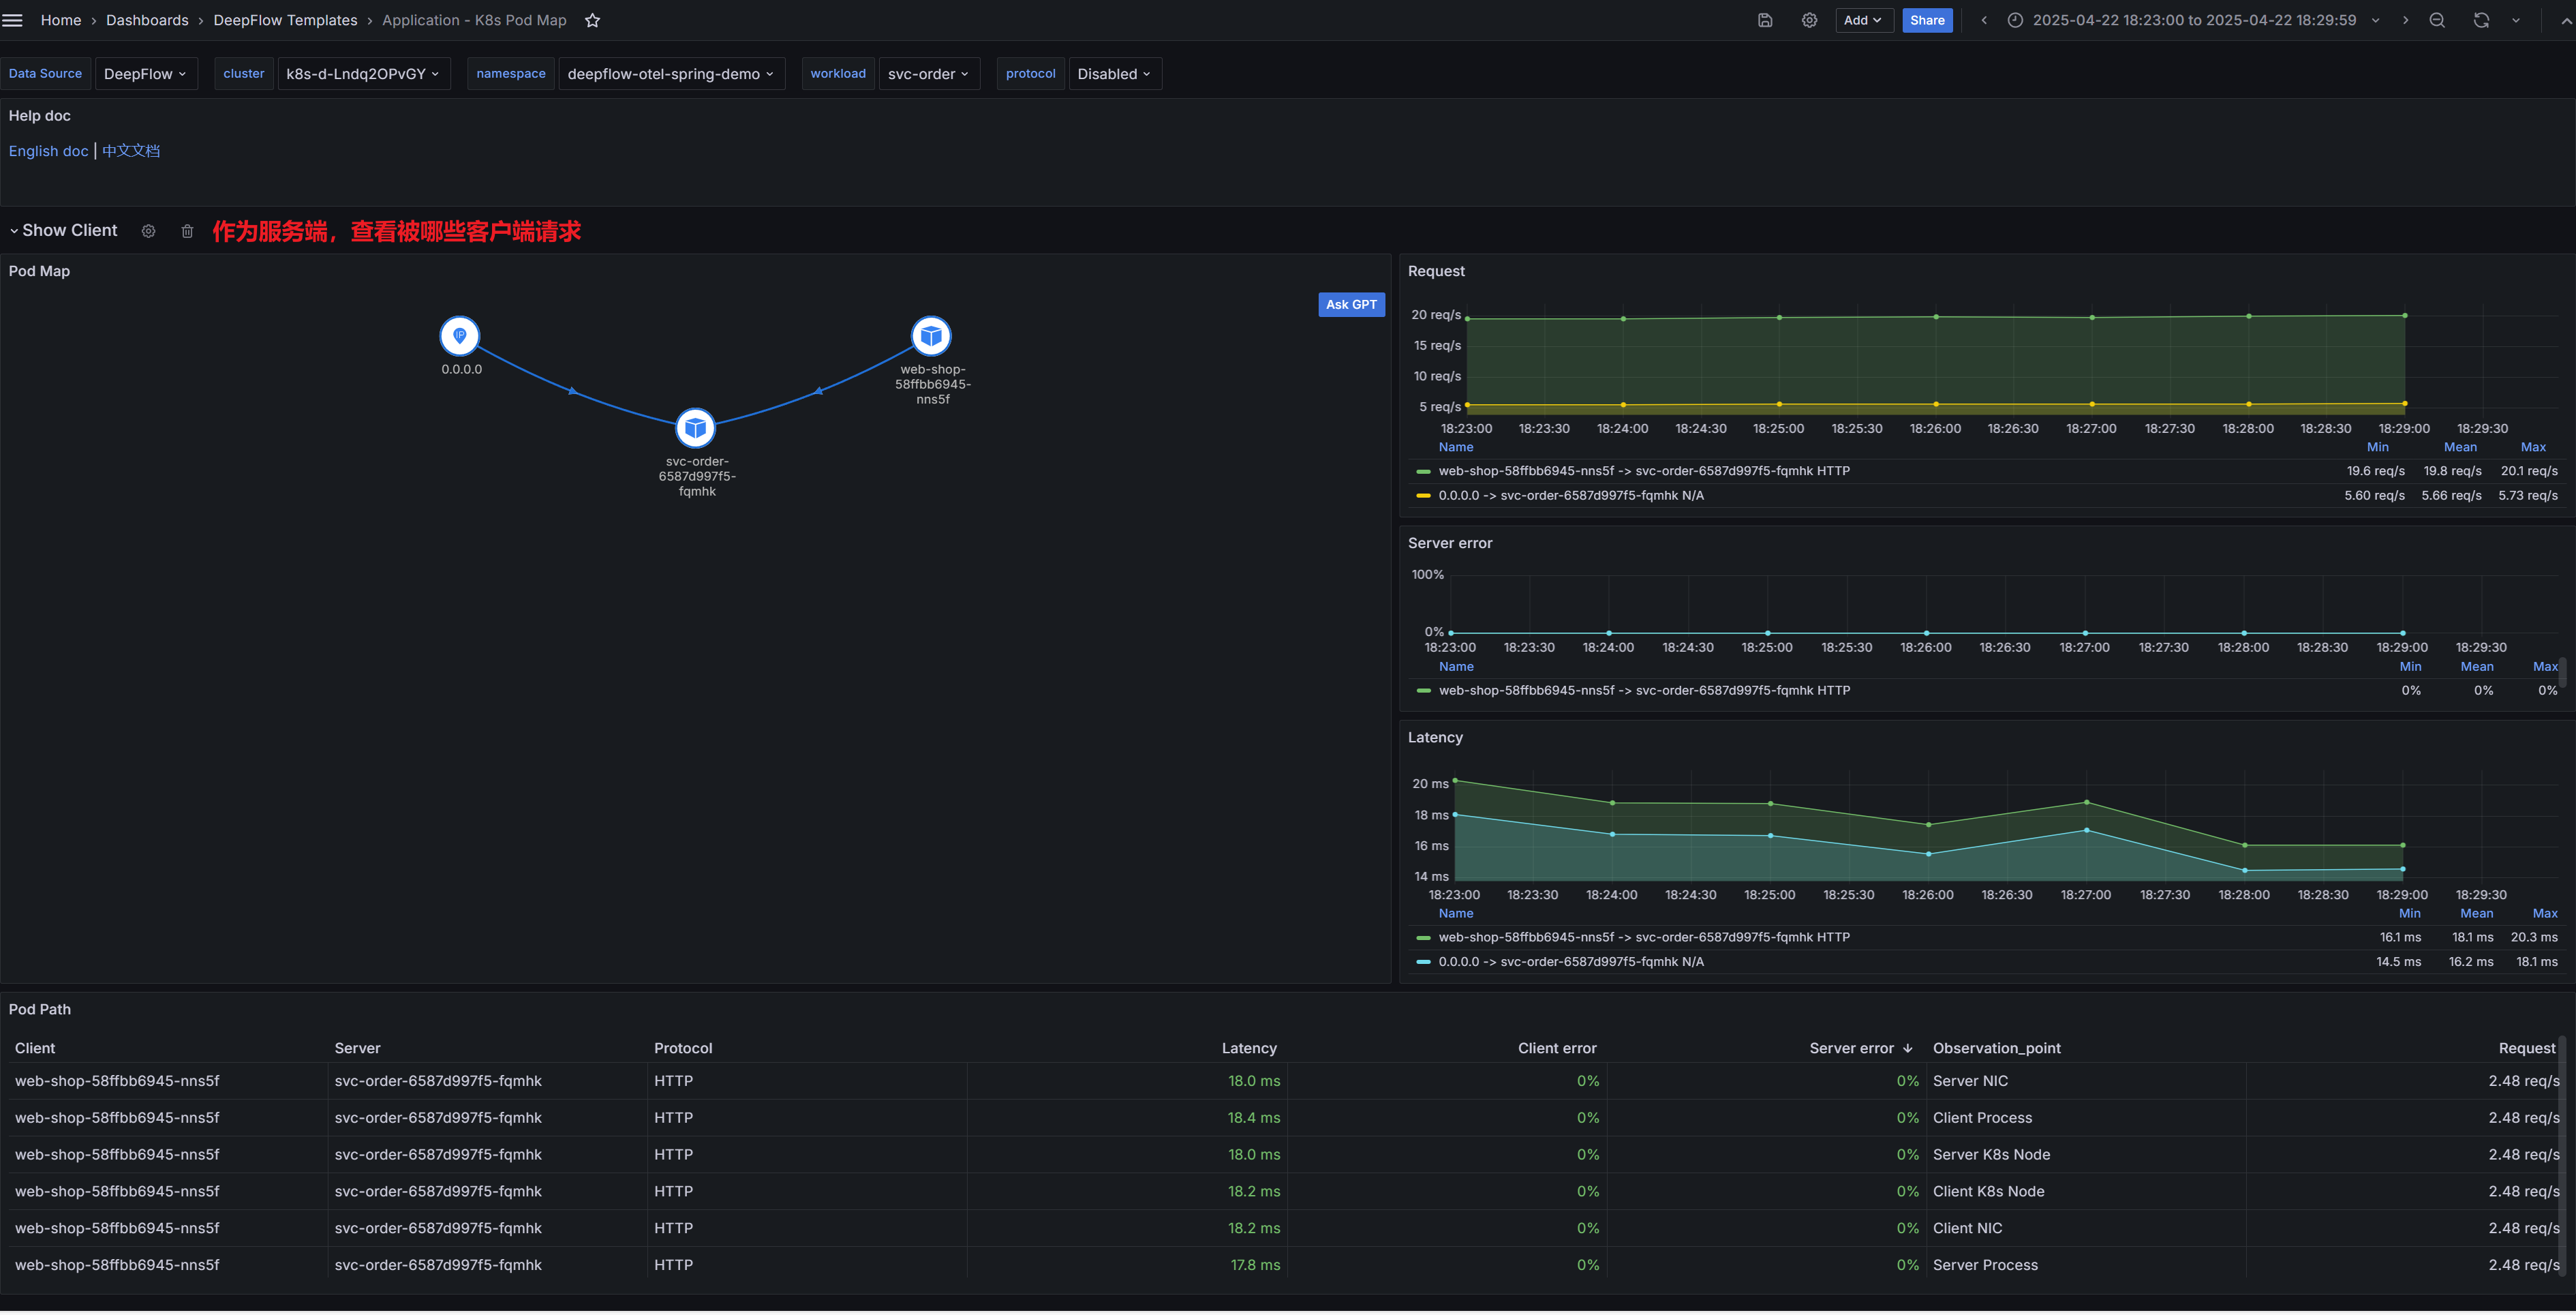 Home › Dashboards › DeepFlow Templates › Application - K8s Pod Map
Add
Share
2025-04-22 18:23:00 to 2025-04-22 18:29:59
Data Source DeepFlow cluster k8s-d-Lndq2OPvGY namespace deepflow-otel-spring-demo workload svc-order protocol Disabled
Help doc
English doc | 中文文档
Show Client 作为服务端，查看被哪些客户端请求
Pod Map
Ask GPT
IP
0.0.0.0
web-shop-
58ffbb6945-
nns5f
svc-order-
6587d997f5-
fqmhk
Request
20 req/s
15 req/s
10 req/s
5 req/s
18:23:00 18:23:30 18:24:00 18:24:30 18:25:00 18:25:30 18:26:00 18:26:30 18:27:00 18:27:30 18:28:00 18:28:30 18:29:00 18:29:30
Name Min Mean Max
web-shop-58ffbb6945-nns5f -> svc-order-6587d997f5-fqmhk HTTP 19.6 req/s 19.8 req/s 20.1 req/s
0.0.0.0 -> svc-order-6587d997f5-fqmhk N/A 5.60 req/s 5.66 req/s 5.73 req/s
Server error
100%
0%
18:23:00 18:23:30 18:24:00 18:24:30 18:25:00 18:25:30 18:26:00 18:26:30 18:27:00 18:27:30 18:28:00 18:28:30 18:29:00 18:29:30
Name Min Mean Max
web-shop-58ffbb6945-nns5f -> svc-order-6587d997f5-fqmhk HTTP 0% 0% 0%
Latency
20 ms
18 ms
16 ms
14 ms
18:23:00 18:23:30 18:24:00 18:24:30 18:25:00 18:25:30 18:26:00 18:26:30 18:27:00 18:27:30 18:28:00 18:28:30 18:29:00 18:29:30
Name Min Mean Max
web-shop-58ffbb6945-nns5f -> svc-order-6587d997f5-fqmhk HTTP 16.1 ms 18.1 ms 20.3 ms
0.0.0.0 -> svc-order-6587d997f5-fqmhk N/A 14.5 ms 16.2 ms 18.1 ms
Pod Path
Client Server Protocol Latency Client error Server error Observation_point Request
web-shop-58ffbb6945-nns5f svc-order-6587d997f5-fqmhk HTTP 18.0 ms 0% 0% Server NIC 2.48 req/s
web-shop-58ffbb6945-nns5f svc-order-6587d997f5-fqmhk HTTP 18.4 ms 0% 0% Client Process 2.48 req/s
web-shop-58ffbb6945-nns5f svc-order-6587d997f5-fqmhk HTTP 18.0 ms 0% 0% Server K8s Node 2.48 req/s
web-shop-58ffbb6945-nns5f svc-order-6587d997f5-fqmhk HTTP 18.2 ms 0% 0% Client K8s Node 2.48 req/s
web-shop-58ffbb6945-nns5f svc-order-6587d997f5-fqmhk HTTP 18.2 ms 0% 0% Client NIC 2.48 req/s
web-shop-58ffbb6945-nns5f svc-order-6587d997f5-fqmhk HTTP 17.8 ms 0% 0% Server Process 2.48 req/s